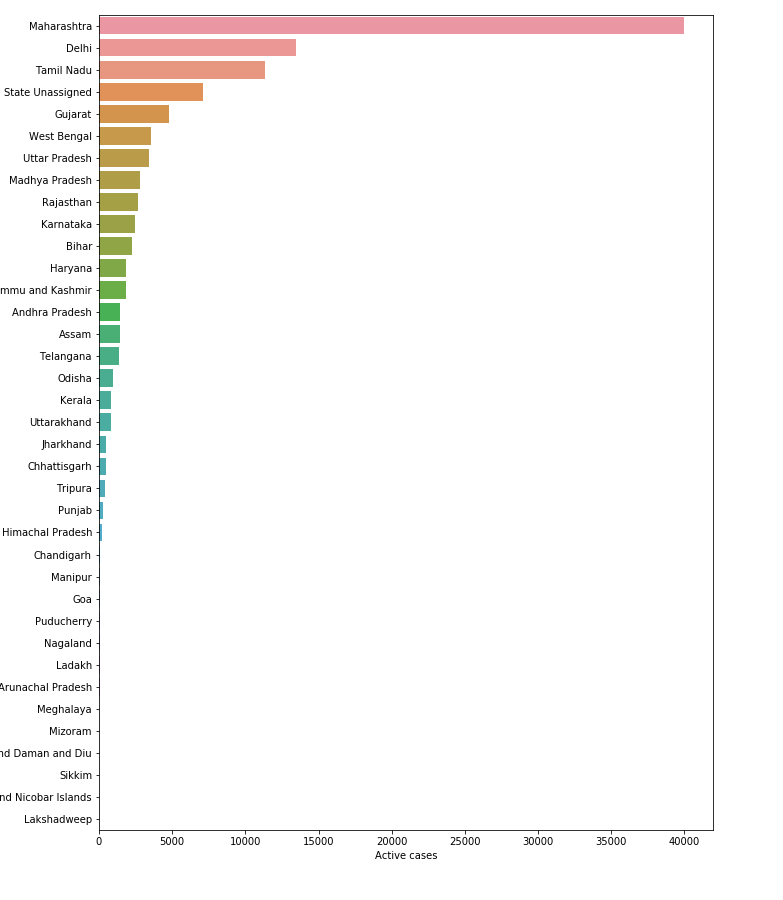 Maharashtra
Delhi
Tamil Nadu
State Unassigned
Gujarat
West Bengal
Uttar Pradesh
Madhya Pradesh
Rajasthan
Karnataka
Bihar
Haryana
mmu and Kashmir
Andhra Pradesh
Assam
Telangana
Odisha
Kerala
Uttarakhand
Jharkhand
Chhattisgarh
Tripura
Punjab
Himachal Pradesh
Chandigarh
Manipur
Goa
Puducherry
Nagaland
Ladakh
Arunachal Pradesh
Meghalaya
Mizoram
nd Daman and Diu
Sikkim
nd Nicobar Islands
Lakshadweep
0 5000 10000 15000 20000 25000 30000 35000 40000
Active cases